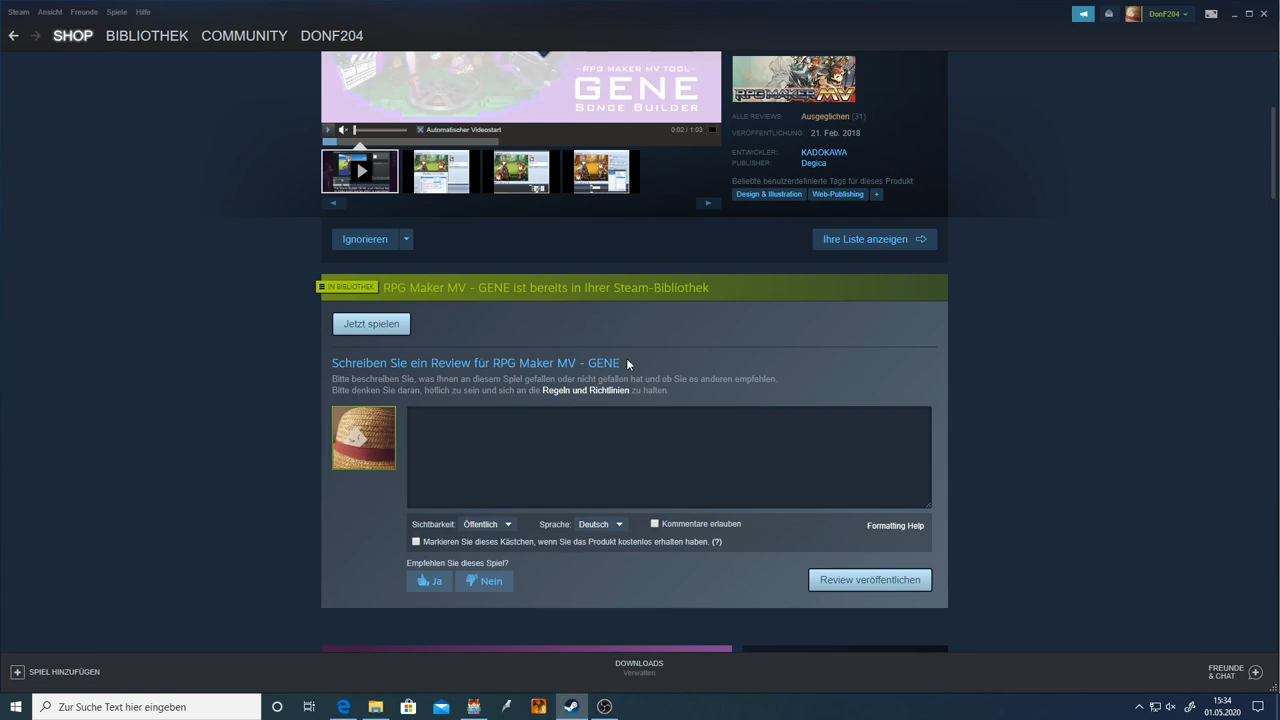 Steam Ansicht Freunde Spiele Hilfe
DonF204
SHOP BIBLIOTHEK COMMUNITY DONF204
-RPG MAKER MV TOOL-
GENE
SCNCE BUILDER
RPG MAKER MV
Automatischer Videostart
0:02 / 1:03
ALLE REVIEWS: Ausgeglichen (31)
VERÖFFENTLICHUNG: 21. Feb. 2018
ENTWICKLER: KADOKAWA
PUBLISHER: Degica
Beliebte benutzerdefinierte Tags für dieses Produkt:
Design & Illustration Web-Publishing +
Ignorieren
Ihre Liste anzeigen
IN BIBLIOTHEK RPG Maker MV - GENE ist bereits in Ihrer Steam-Bibliothek
Jetzt spielen
Schreiben Sie ein Review für RPG Maker MV - GENE
Bitte beschreiben Sie, was Ihnen an diesem Spiel gefallen oder nicht gefallen hat und ob Sie es anderen empfehlen.
Bitte denken Sie daran, höflich zu sein und sich an die Regeln und Richtlinien zu halten.
Sichtbarkeit: Öffentlich Sprache: Deutsch Kommentare erlauben Formatting Help
Markieren Sie dieses Kästchen, wenn Sie das Produkt kostenlos erhalten haben. (?)
Empfehlen Sie dieses Spiel?
Ja Nein
Review veröffentlichen
SPIEL HINZUFÜGEN
DOWNLOADS
Verwalten
FREUNDE
& CHAT
Zur Suche Text hier eingeben
15:34
01.05.2020